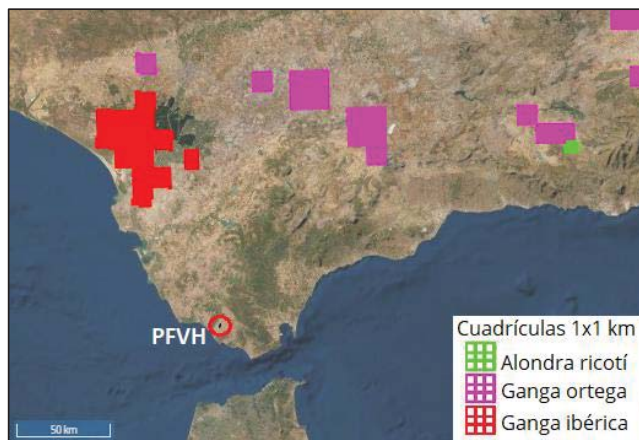 PFVH
Cuadrículas 1x1 km
Alondra ricotí
Ganga ortega
Ganga ibérica
50 km